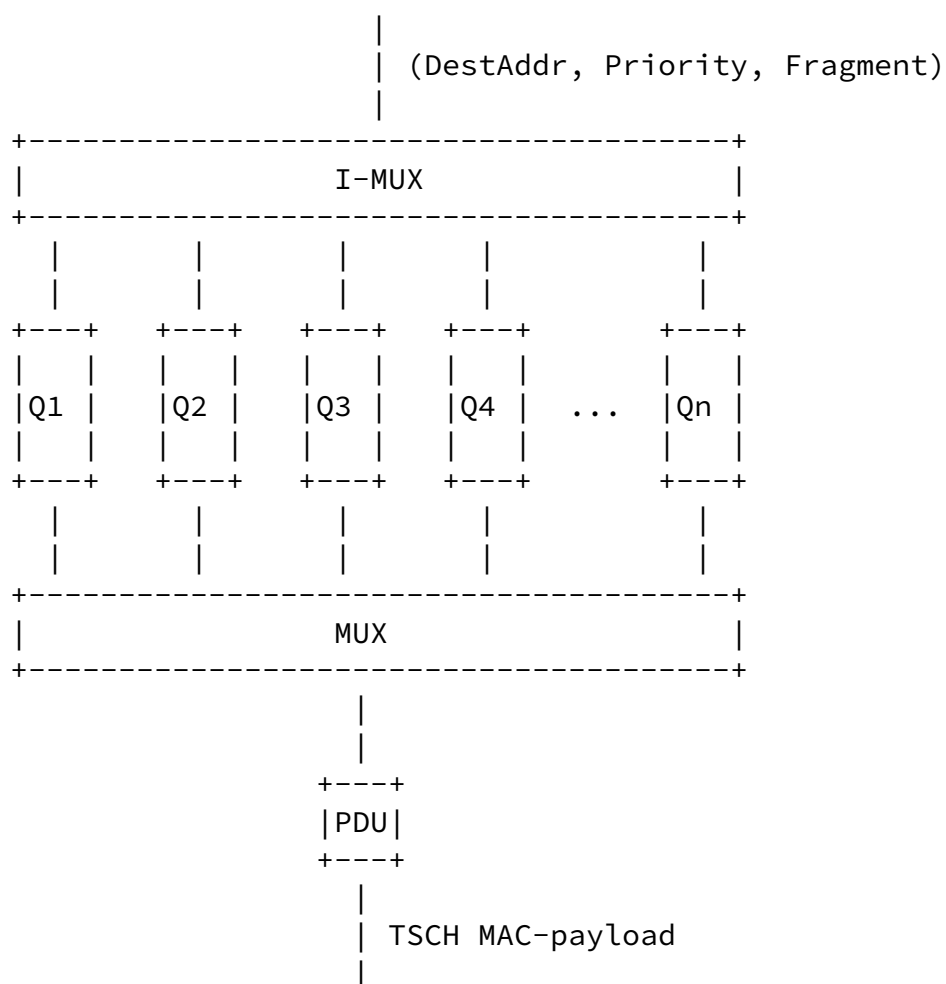 (DestAddr, Priority, Fragment)
I-MUX
Q1 Q2 Q3 Q4 ... Qn
MUX
PDU
TSCH MAC-payload